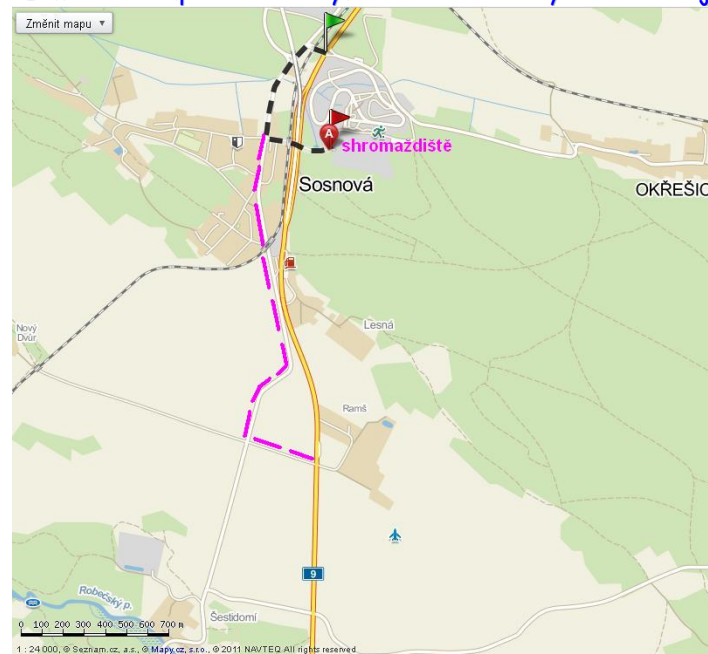 Změnit mapu ▼
A
shromaždiště
Sosnová
OKŘEŠIC
Nový
Dvůr
Lesná
Ramš
9
Robečský p.
Šestidomí
0 100 200 300 400 500 600 700 m
1 : 24 000, © Seznam.cz, a.s., © Mapy.cz, s.r.o., © 2011 NAVTEQ All rights reserved